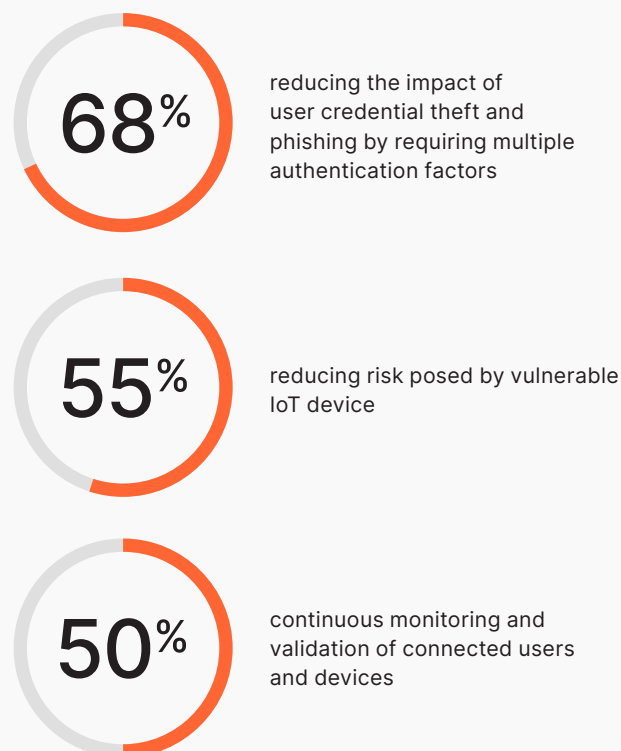 68%
reducing the impact of
user credential theft and
phishing by requiring multiple
authentication factors
55%
reducing risk posed by vulnerable
IoT device
50%
continuous monitoring and
validation of connected users
and devices